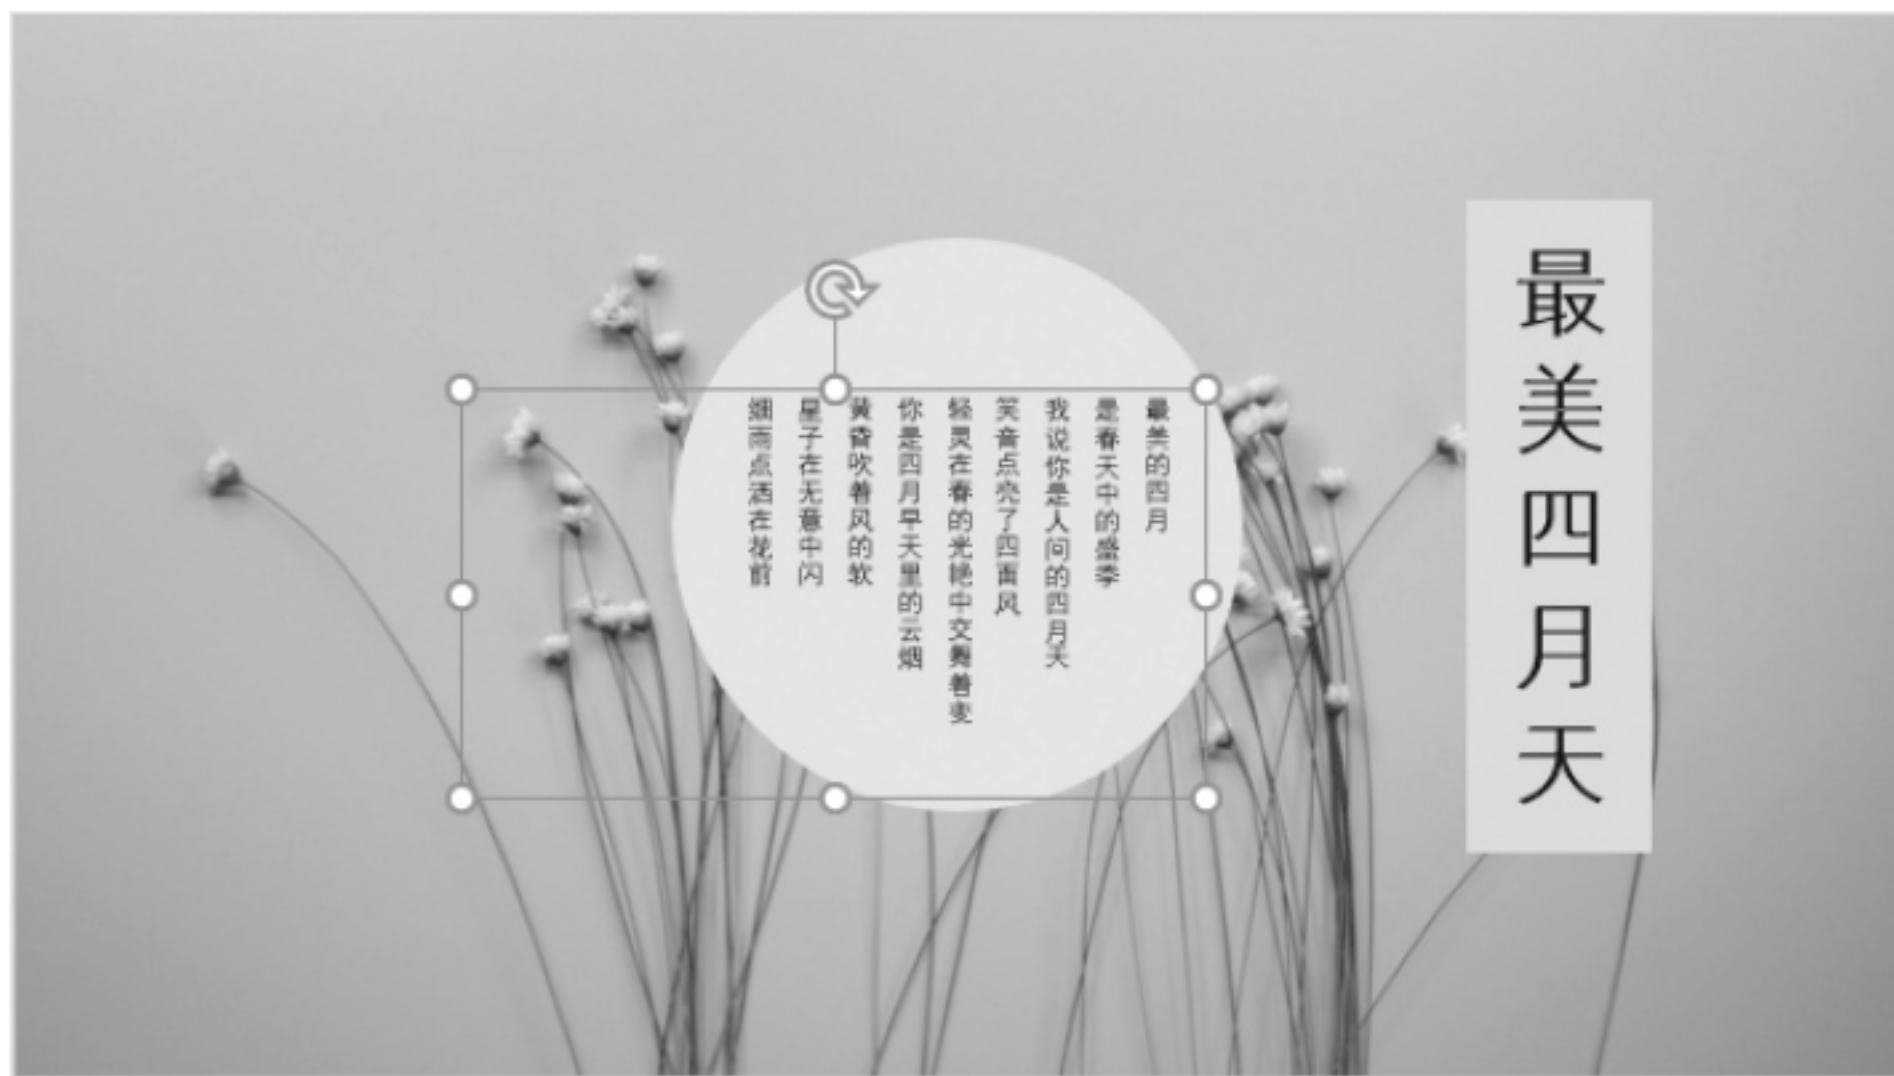 最美四月天
最美的四月
是春天中的盛季
我说你是人间的四月天
笑音点亮了四面风
轻灵在春的光艳中交舞着变
你是四月早天里的云烟
黄昏吹着风的软
星子在无意中闪
细雨点洒在花前